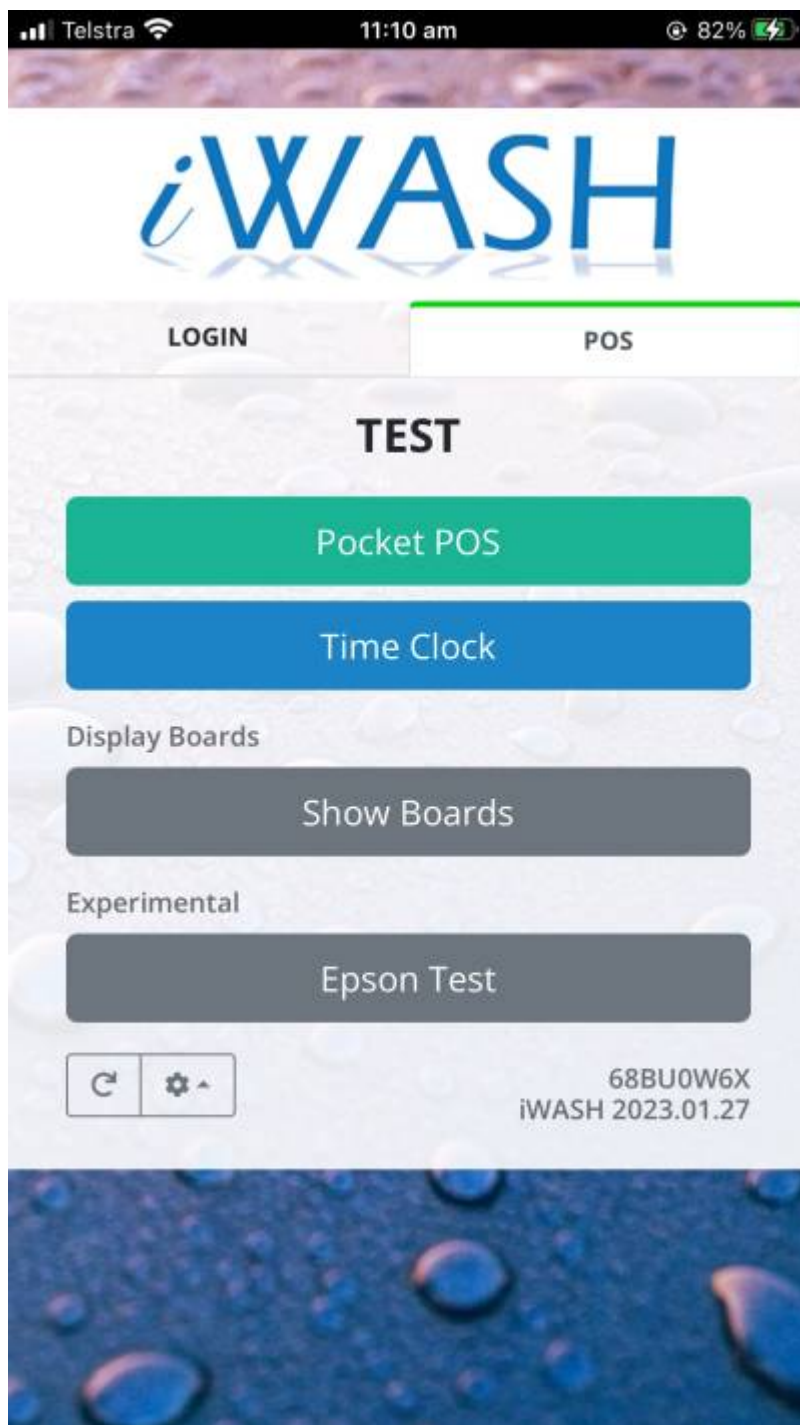 Telstra 11:10 am 82%
iWASH
LOGIN POS
TEST
Pocket POS
Time Clock
Display Boards
Show Boards
Experimental
Epson Test
68BU0W6X
iWASH 2023.01.27